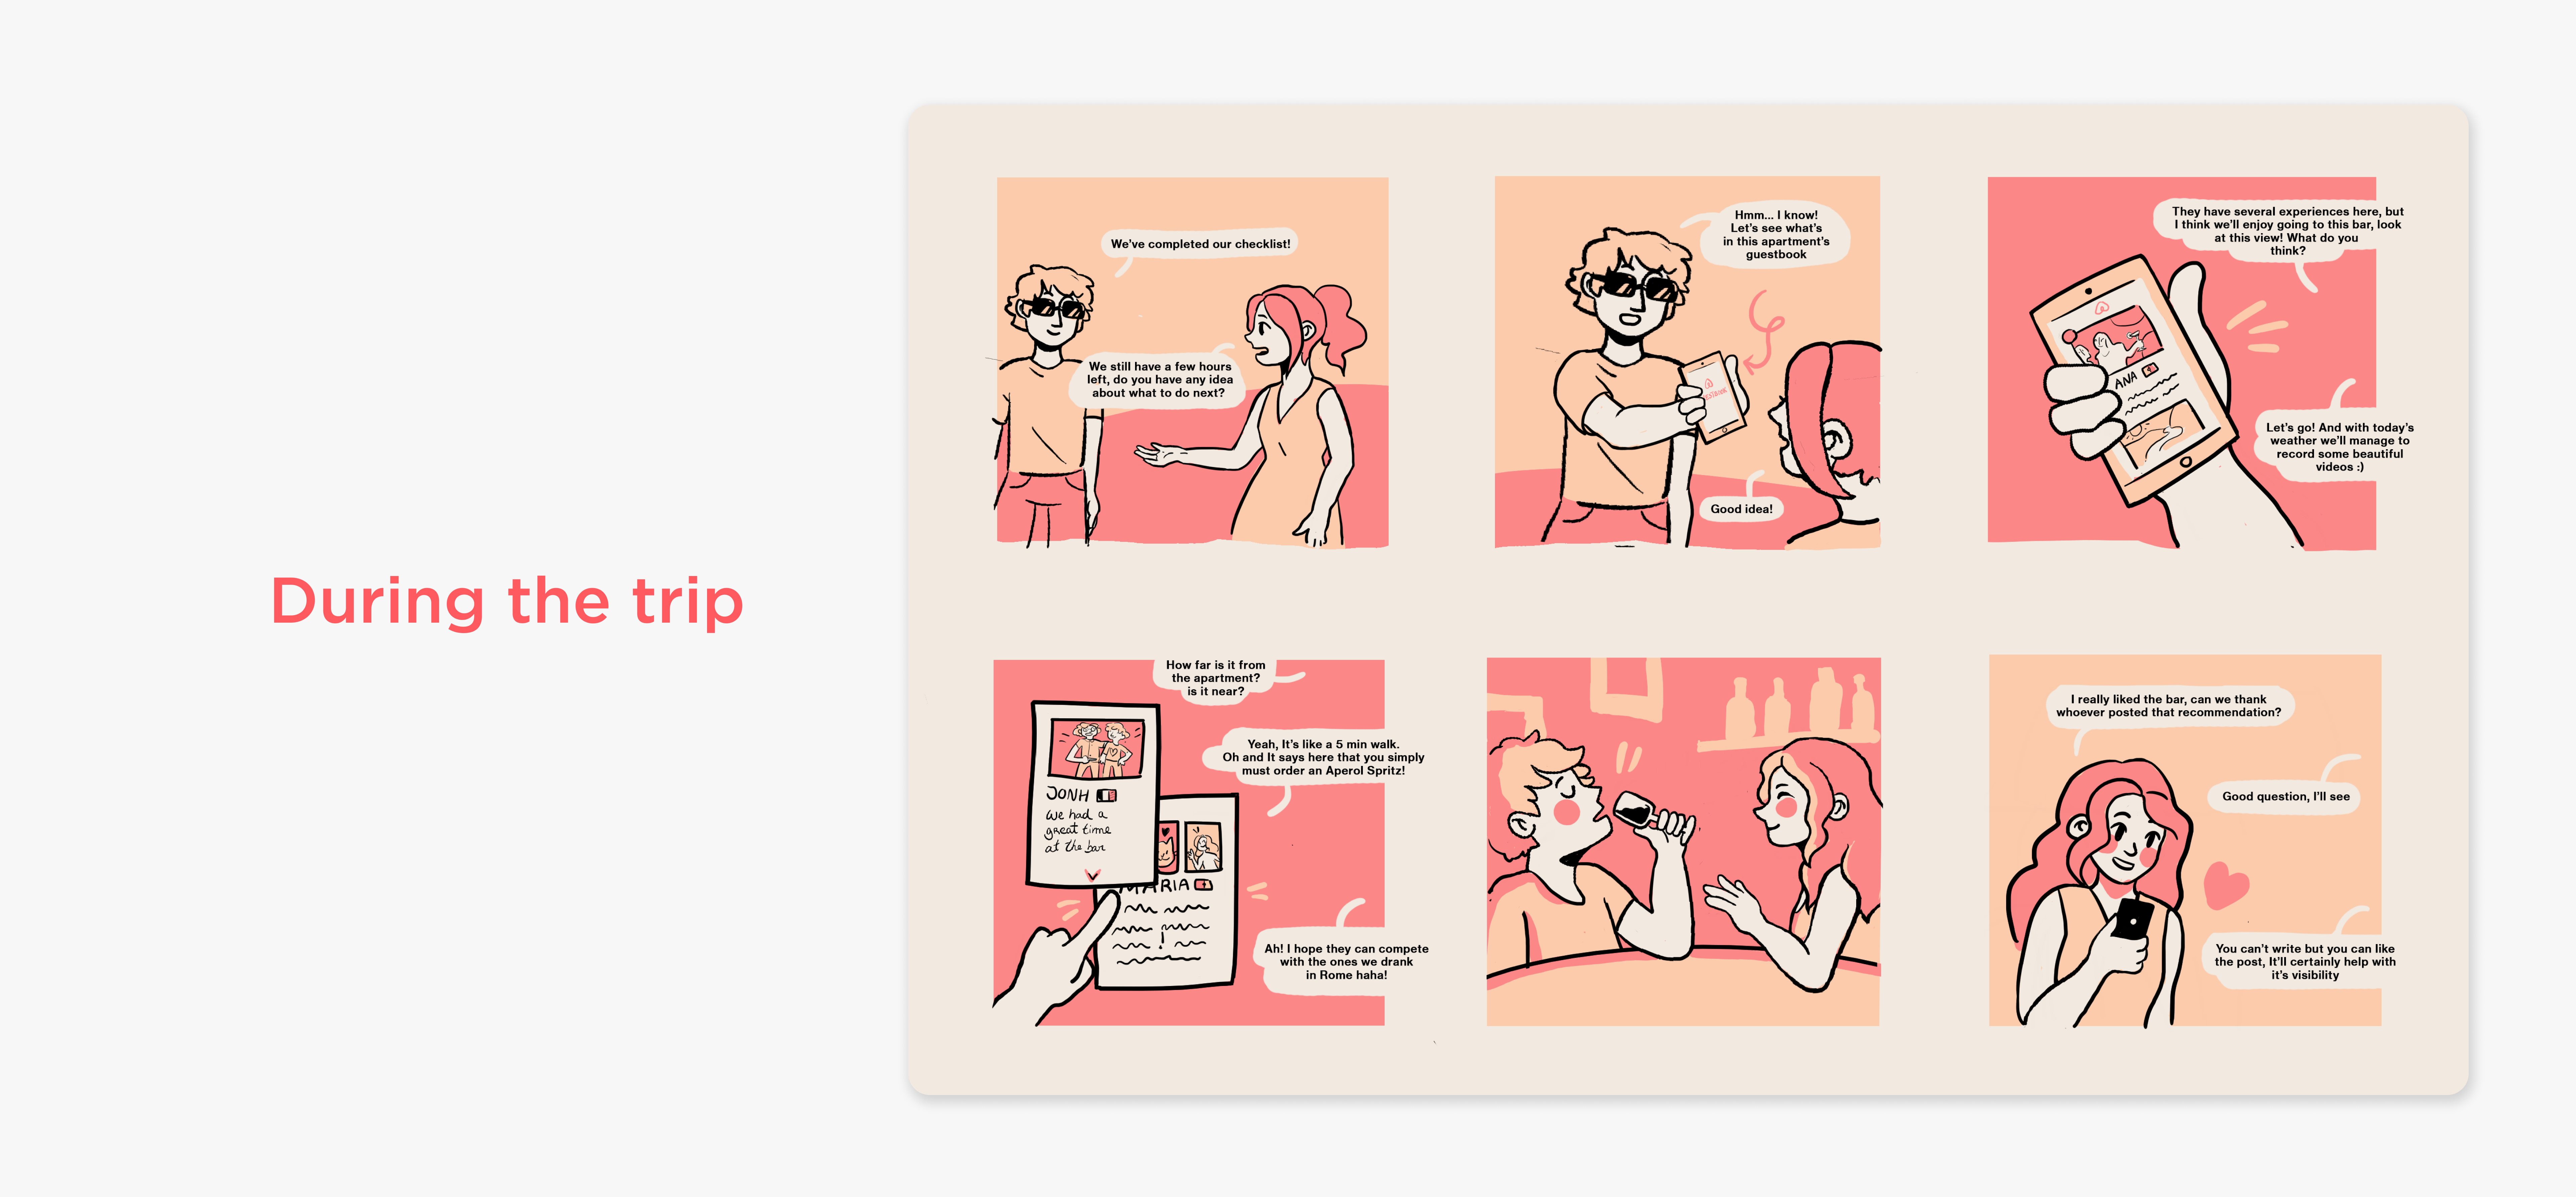 During the trip
We've completed our checklist!
We still have a few hours
left, do you have any idea
about what to do next?
Hmm... I know!
Let's see what's
in this apartment's
guestbook
Good idea!
They have several experiences here, but
I think we'll enjoy going to this bar, look
at this view! What do you
think?
ANA
Let's go! And with today's
weather we'll manage to
record some beautiful
videos :)
How far is it from
the apartment?
is it near?
Yeah, It's like a 5 min walk.
Oh and It says here that you simply
must order an Aperol Spritz!
JONH
we had a
great time
at the bar
MARIA
Ah! I hope they can compete
with the ones we drank
in Rome haha!
I really liked the bar, can we thank
whoever posted that recommendation?
Good question, I'll see
You can't write but you can like
the post, It'll certainly help with
it's visibility